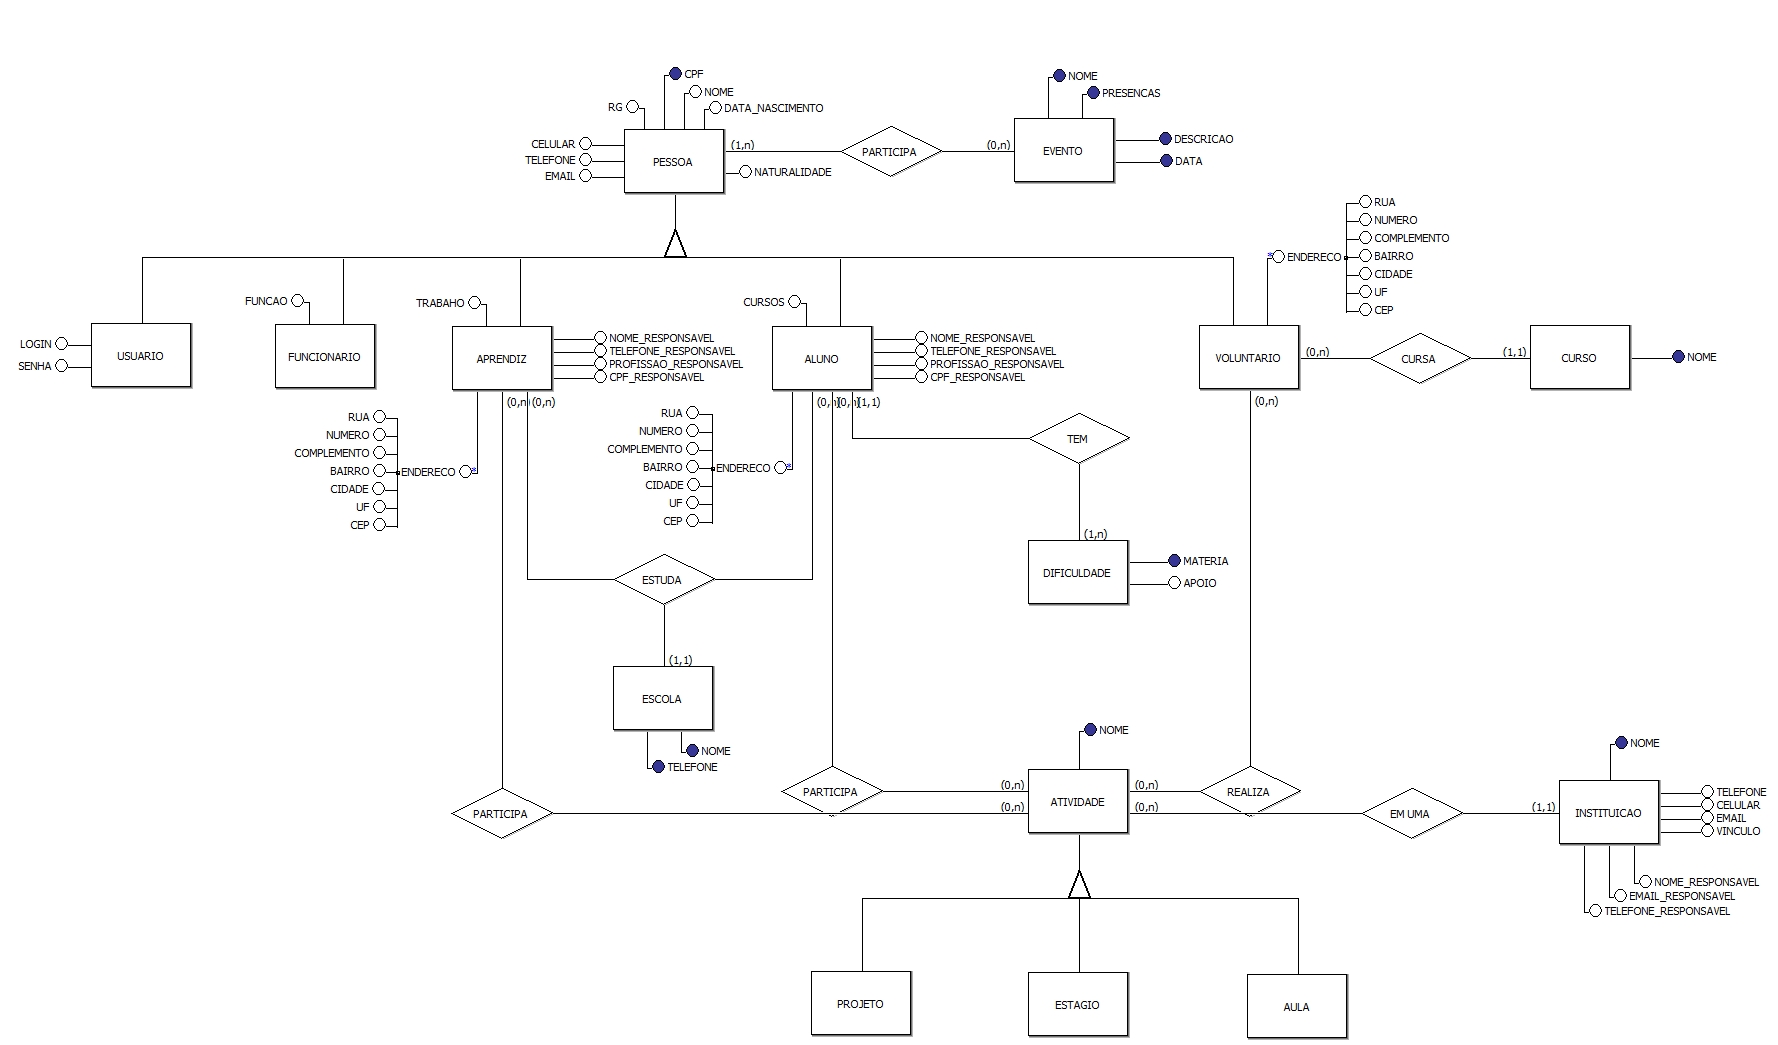 CPF
NOME
RG
DATA_NASCIMENTO
CELULAR
TELEFONE
EMAIL
PESSOA
(1,n)
NATURALIDADE
PARTICIPA
(0,n)
EVENTO
NOME
PRESENCAS
DESCRICAO
DATA
RUA
NUMERO
COMPLEMENTO
* ENDERECO
BAIRRO
CIDADE
UF
CEP
LOGIN
SENHA
USUARIO
FUNCAO
FUNCIONARIO
TRABAHO
APRENDIZ
NOME_RESPONSAVEL
TELEFONE_RESPONSAVEL
PROFISSAO_RESPONSAVEL
CPF_RESPONSAVEL
CURSOS
ALUNO
NOME_RESPONSAVEL
TELEFONE_RESPONSAVEL
PROFISSAO_RESPONSAVEL
CPF_RESPONSAVEL
VOLUNTARIO
(0,n)
CURSA
(1,1)
CURSO
NOME
(0,n) (0,n)
(0,n) (0,n) (1,1)
(0,n)
RUA
NUMERO
COMPLEMENTO
BAIRRO
ENDERECO *
CIDADE
UF
CEP
RUA
NUMERO
COMPLEMENTO
BAIRRO
ENDERECO *
CIDADE
UF
CEP
TEM
(1,n)
DIFICULDADE
MATERIA
APOIO
ESTUDA
(1,1)
ESCOLA
NOME
TELEFONE
PARTICIPA
PARTICIPA
NOME
(0,n)
(0,n)
ATIVIDADE
(0,n)
(0,n)
REALIZA
EM UMA
(1,1)
NOME
INSTITUICAO
TELEFONE
CELULAR
EMAIL
VINCULO
NOME_RESPONSAVEL
EMAIL_RESPONSAVEL
TELEFONE_RESPONSAVEL
PROJETO
ESTAGIO
AULA